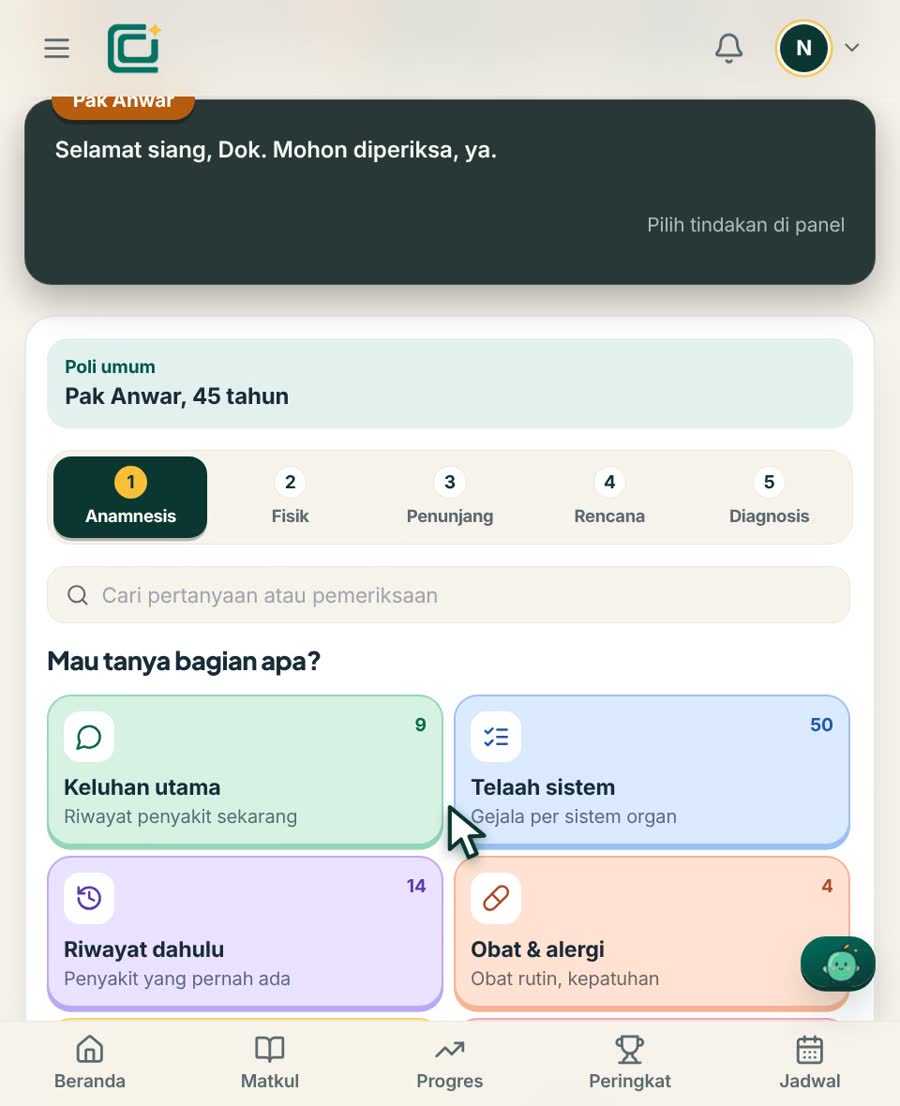 N
Pak Anwar
Selamat siang, Dok. Mohon diperiksa, ya.
Pilih tindakan di panel
Poli umum
Pak Anwar, 45 tahun
1 2 3 4 5
Anamnesis Fisik Penunjang Rencana Diagnosis
Cari pertanyaan atau pemeriksaan
Mau tanya bagian apa?
9
Keluhan utama
Riwayat penyakit sekarang
50
Telaah sistem
Gejala per sistem organ
14
Riwayat dahulu
Penyakit yang pernah ada
4
Obat & alergi
Obat rutin, kepatuhan
Beranda Matkul Progres Peringkat Jadwal